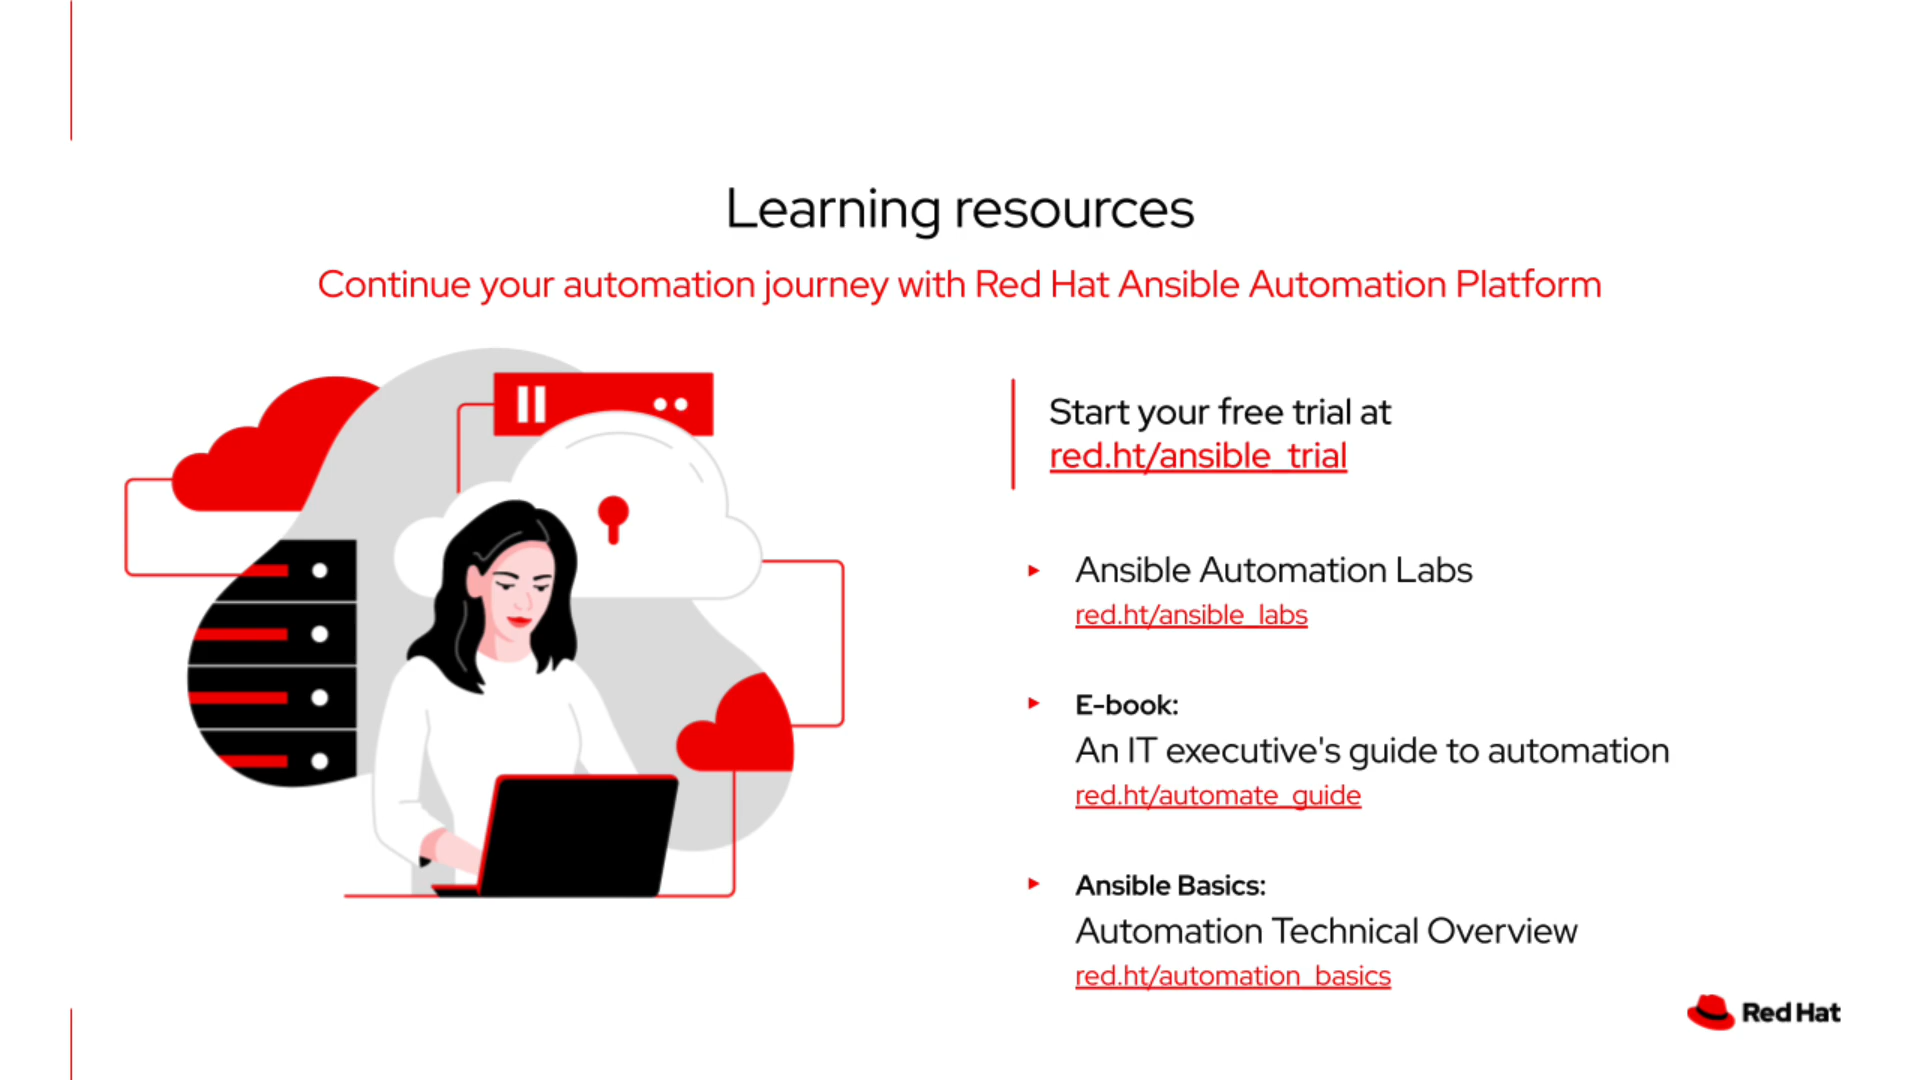 Learning resources
Continue your automation journey with Red Hat Ansible Automation Platform
Start your free trial at
red.ht/ansible_trial
Ansible Automation Labs
red.ht/ansible_labs
E-book:
An IT executive's guide to automation
red.ht/automate_guide
Ansible Basics:
Automation Technical Overview
red.ht/automation_basics
Red Hat